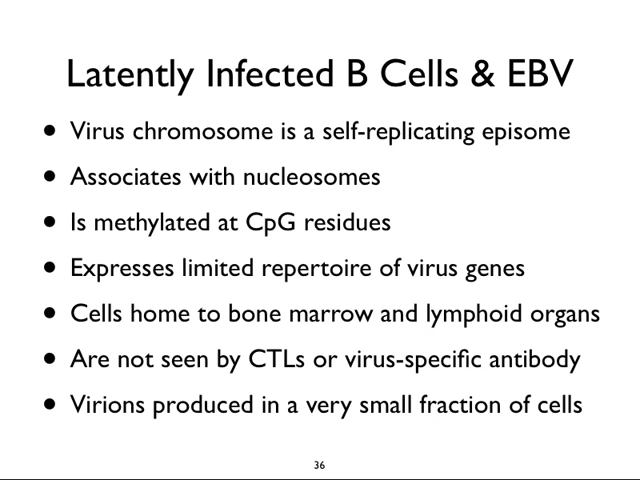 Latently Infected B Cells & EBV
• Virus chromosome is a self-replicating episome
• Associates with nucleosomes
• Is methylated at CpG residues
• Expresses limited repertoire of virus genes
• Cells home to bone marrow and lymphoid organs
• Are not seen by CTLs or virus-specific antibody
• Virions produced in a very small fraction of cells
36